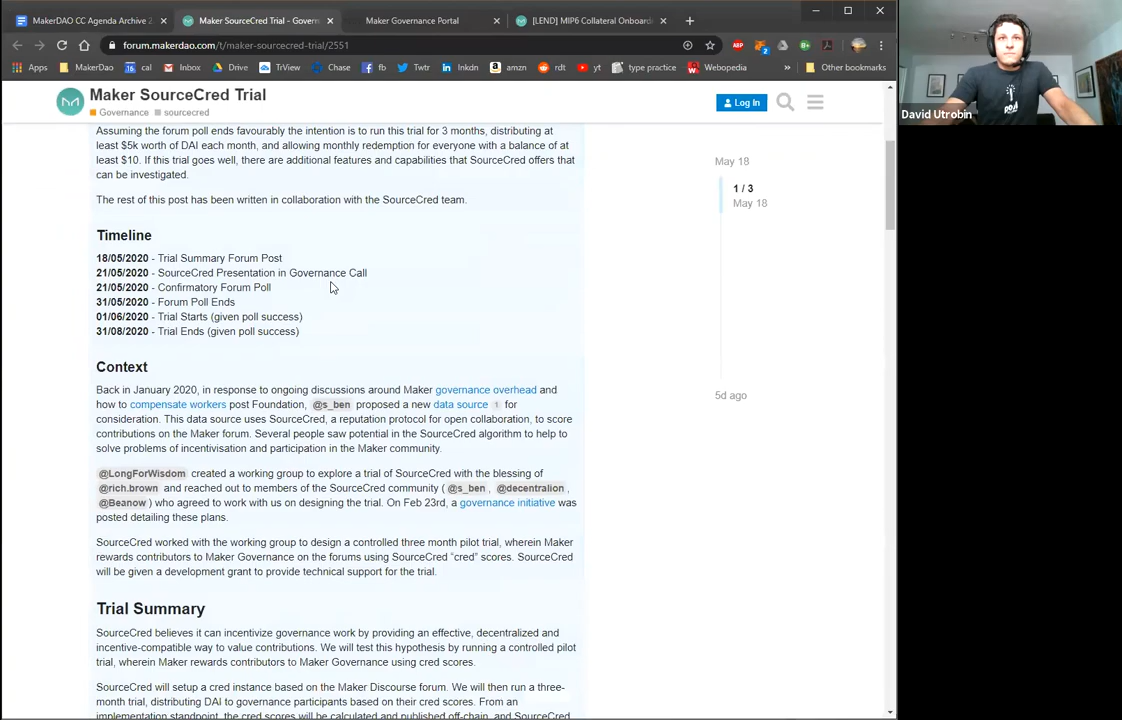 MakerDAO CC Agenda Archive 2
Maker SourceCred Trial - Govern
Maker Governance Portal
[LEND] MIP6 Collateral Onboard
forum.makerdao.com/t/maker-sourcecred-trial/2551
ABP
Apps
MakerDao
16 cal
Inbox
Drive
TrView
Chase
fb
Twtr
lnkdn
amzn
rdt
yt
type practice
Webopedia
Other bookmarks
Maker SourceCred Trial
Governance sourcecred
Log In
David Utrobin
Assuming the forum poll ends favourably the intention is to run this trial for 3 months, distributing at
least $5k worth of DAI each month, and allowing monthly redemption for everyone with a balance of at
least $10. If this trial goes well, there are additional features and capabilities that SourceCred offers that
can be investigated.
The rest of this post has been written in collaboration with the SourceCred team.
May 18
1 / 3
May 18
5d ago
Timeline
18/05/2020 - Trial Summary Forum Post
21/05/2020 - SourceCred Presentation in Governance Call
21/05/2020 - Confirmatory Forum Poll
31/05/2020 - Forum Poll Ends
01/06/2020 - Trial Starts (given poll success)
31/08/2020 - Trial Ends (given poll success)
Context
Back in January 2020, in response to ongoing discussions around Maker governance overhead and
how to compensate workers post Foundation, @s_ben proposed a new data source 1 for
consideration. This data source uses SourceCred, a reputation protocol for open collaboration, to score
contributions on the Maker forum. Several people saw potential in the SourceCred algorithm to help to
solve problems of incentivisation and participation in the Maker community.
@LongForWisdom created a working group to explore a trial of SourceCred with the blessing of
@rich.brown and reached out to members of the SourceCred community ( @s_ben , @decentralion ,
@Beanow ) who agreed to work with us on designing the trial. On Feb 23rd, a governance initiative was
posted detailing these plans.
SourceCred worked with the working group to design a controlled three month pilot trial, wherein Maker
rewards contributors to Maker Governance on the forums using SourceCred “cred” scores. SourceCred
will be given a development grant to provide technical support for the trial.
Trial Summary
SourceCred believes it can incentivize governance work by providing an effective, decentralized and
incentive-compatible way to value contributions. We will test this hypothesis by running a controlled pilot
trial, wherein Maker rewards contributors to Maker Governance using cred scores.
SourceCred will setup a cred instance based on the Maker Discourse forum. We will then run a three-
month trial, distributing DAI to governance participants based on their cred scores. From an
implementation standpoint, the cred scores will be calculated and published off-chain, and SourceCred